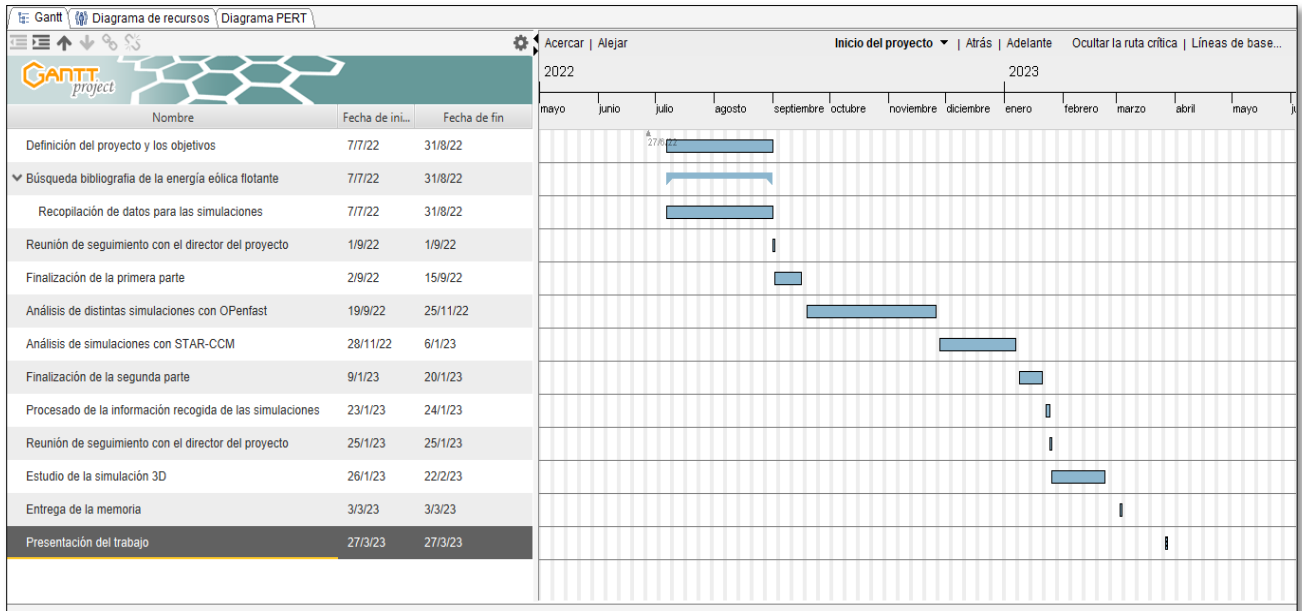 Gantt Diagrama de recursos Diagrama PERT
Acercar | Alejar Inicio del proyecto | Atrás | Adelante Ocultar la ruta crítica | Líneas de base...
GANTT project
2022 2023
mayo junio julio agosto septiembre octubre noviembre diciembre enero febrero marzo abril mayo
Nombre Fecha de ini... Fecha de fin
27/6/22
Definición del proyecto y los objetivos 7/7/22 31/8/22
Búsqueda bibliografia de la energía eólica flotante 7/7/22 31/8/22
Recopilación de datos para las simulaciones 7/7/22 31/8/22
Reunión de seguimiento con el director del proyecto 1/9/22 1/9/22
Finalización de la primera parte 2/9/22 15/9/22
Análisis de distintas simulaciones con OPenfast 19/9/22 25/11/22
Análisis de simulaciones con STAR-CCM 28/11/22 6/1/23
Finalización de la segunda parte 9/1/23 20/1/23
Procesado de la información recogida de las simulaciones 23/1/23 24/1/23
Reunión de seguimiento con el director del proyecto 25/1/23 25/1/23
Estudio de la simulación 3D 26/1/23 22/2/23
Entrega de la memoria 3/3/23 3/3/23
Presentación del trabajo 27/3/23 27/3/23